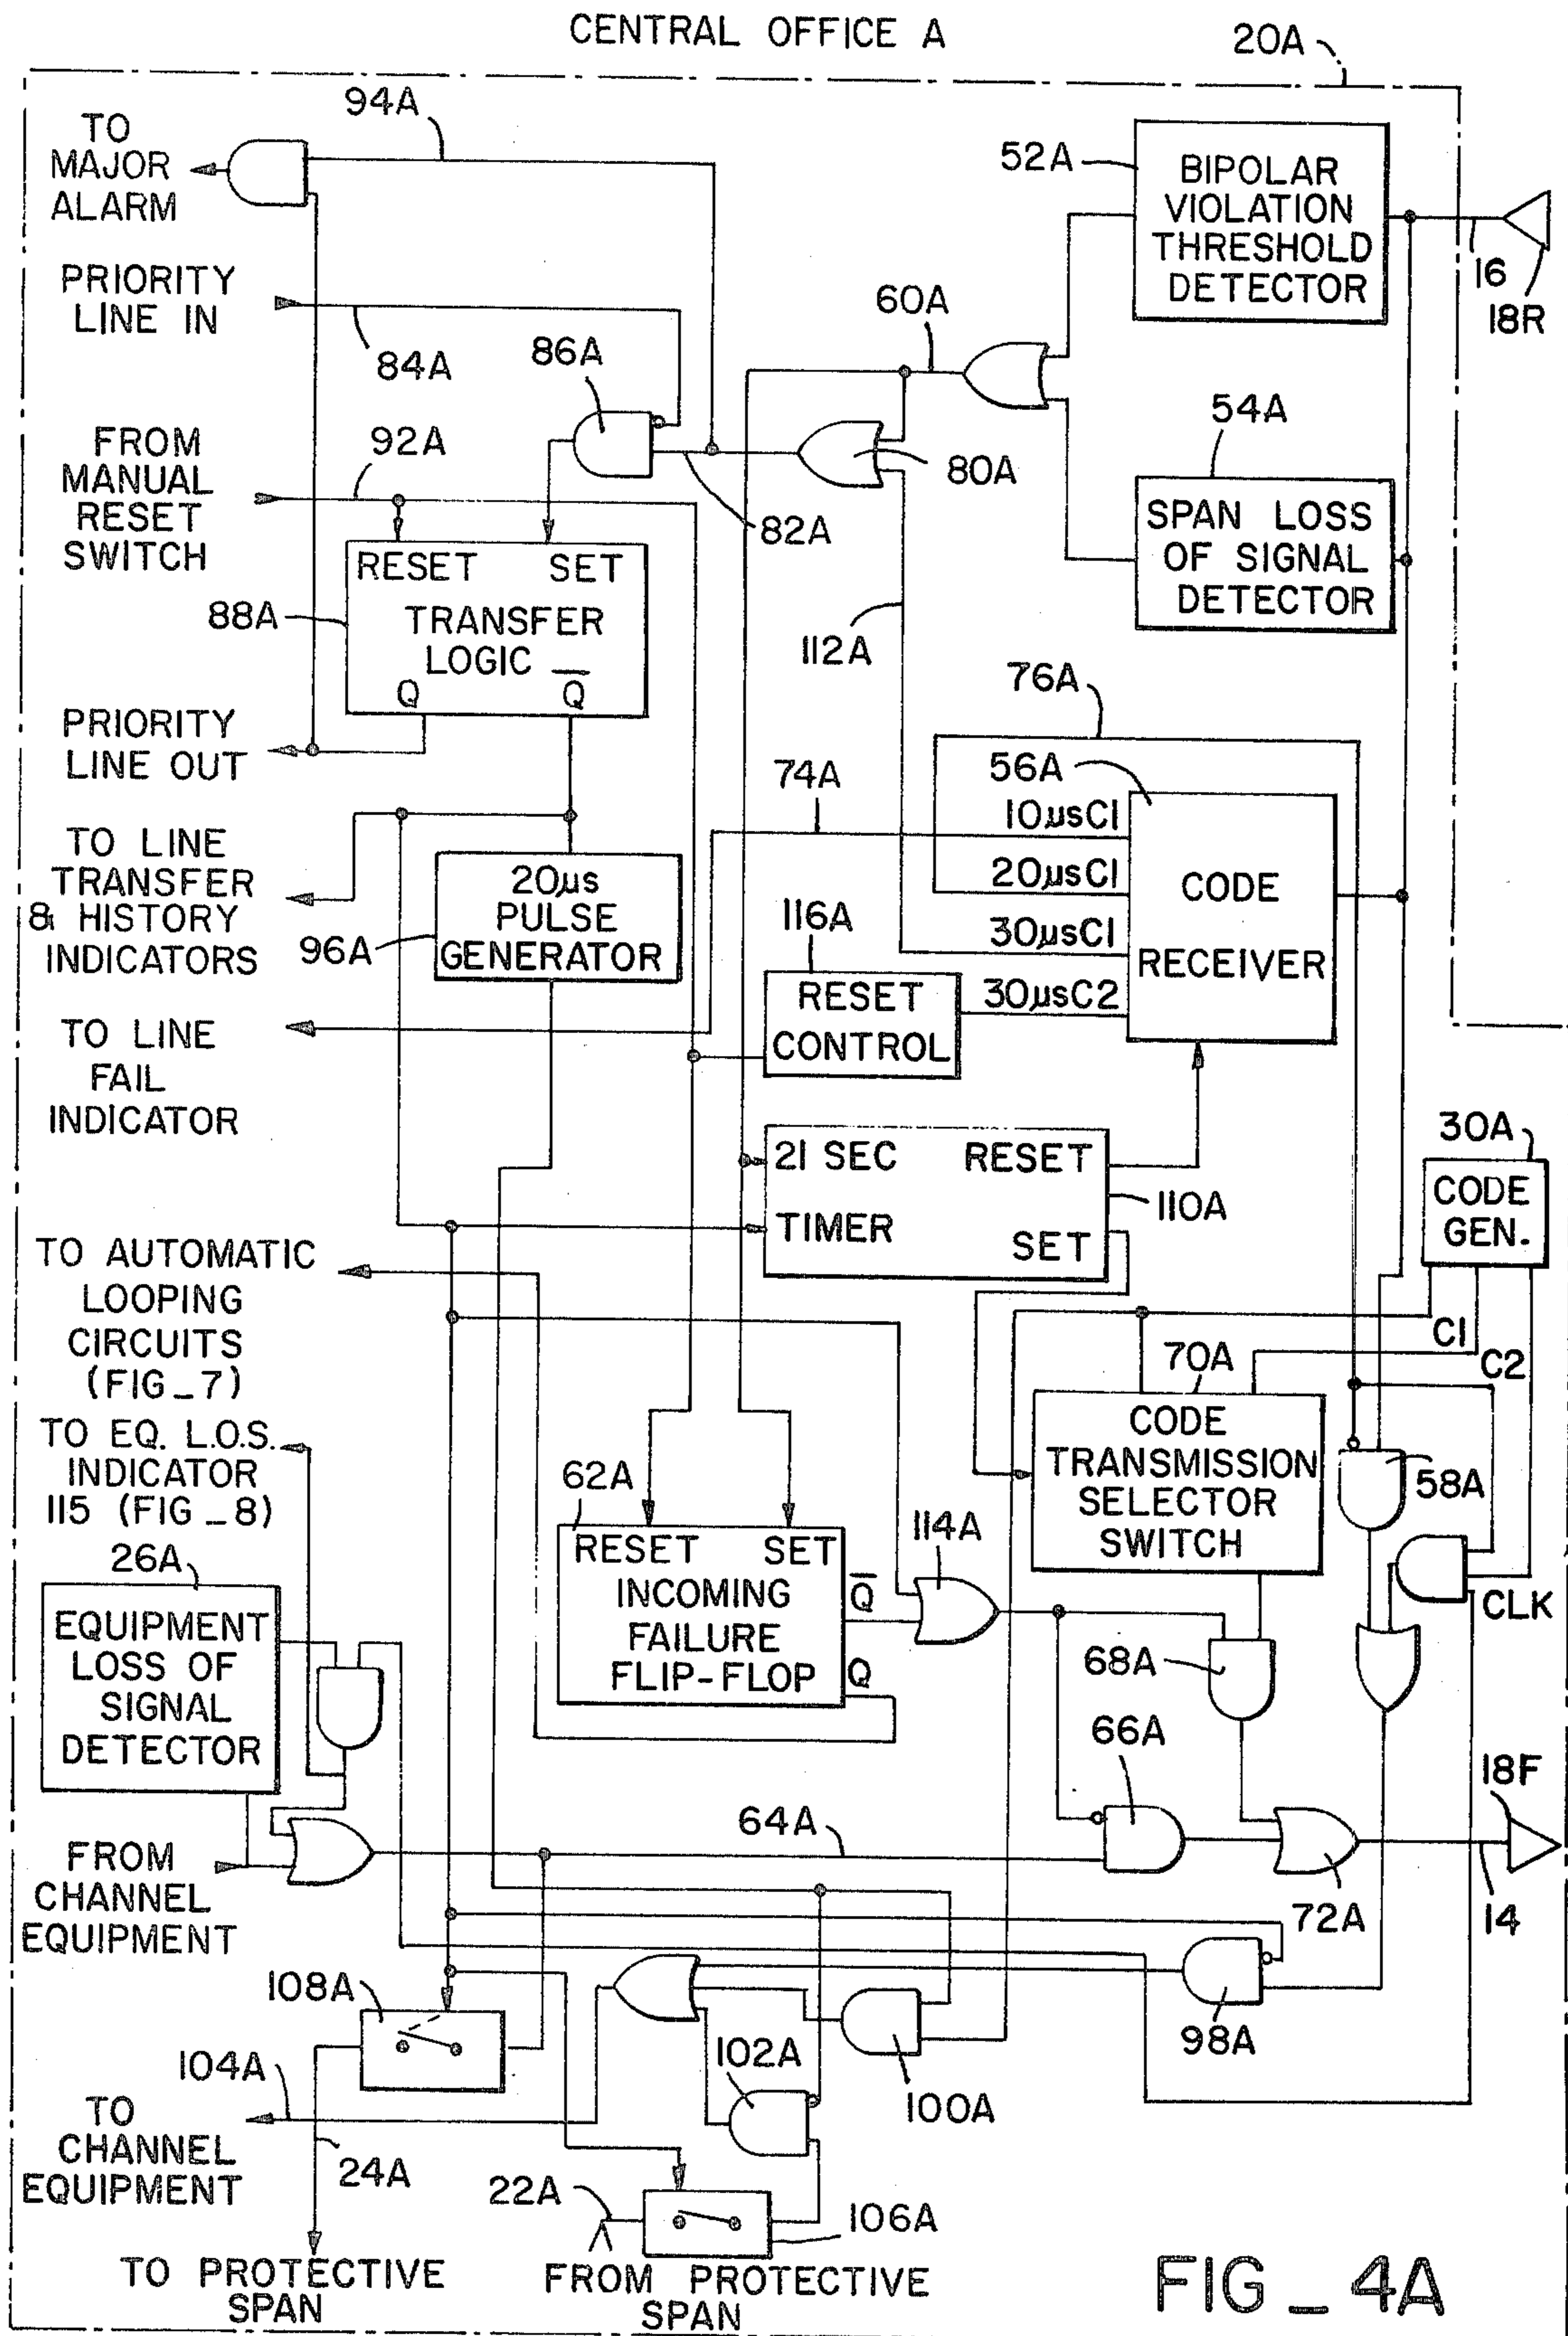 CENTRAL OFFICE A
20A
94A
TO
MAJOR
ALARM
52A
BIPOLAR
VIOLATION
THRESHOLD
DETECTOR
16
18R
PRIORITY
LINE IN
84A
86A
60A
54A
FROM
MANUAL
RESET
SWITCH
92A
80A
82A
SPAN LOSS
OF SIGNAL
DETECTOR
RESET SET
TRANSFER
LOGIC
Q Q
88A
112A
76A
PRIORITY
LINE OUT
74A
56A
10µsC1
20µsC1
30µsC1
30µsC2
CODE
RECEIVER
TO LINE
TRANSFER
& HISTORY
INDICATORS
20µs
PULSE
GENERATOR
96A
116A
RESET
CONTROL
TO LINE
FAIL
INDICATOR
21 SEC RESET
TIMER
SET
110A
30A
CODE
GEN.
C1
C2
CLK
TO AUTOMATIC
LOOPING
CIRCUITS
(FIG_7)
70A
CODE
TRANSMISSION
SELECTOR
SWITCH
58A
TO EQ. L.O.S.
INDICATOR
115 (FIG_8)
62A
RESET SET
INCOMING
FAILURE
FLIP-FLOP
Q
Q
114A
26A
EQUIPMENT
LOSS OF
SIGNAL
DETECTOR
68A
66A
18F
64A
72A
14
FROM
CHANNEL
EQUIPMENT
108A
98A
102A
100A
104A
TO
CHANNEL
EQUIPMENT
24A
22A
106A
TO PROTECTIVE
SPAN
FROM PROTECTIVE
SPAN
FIG_4A